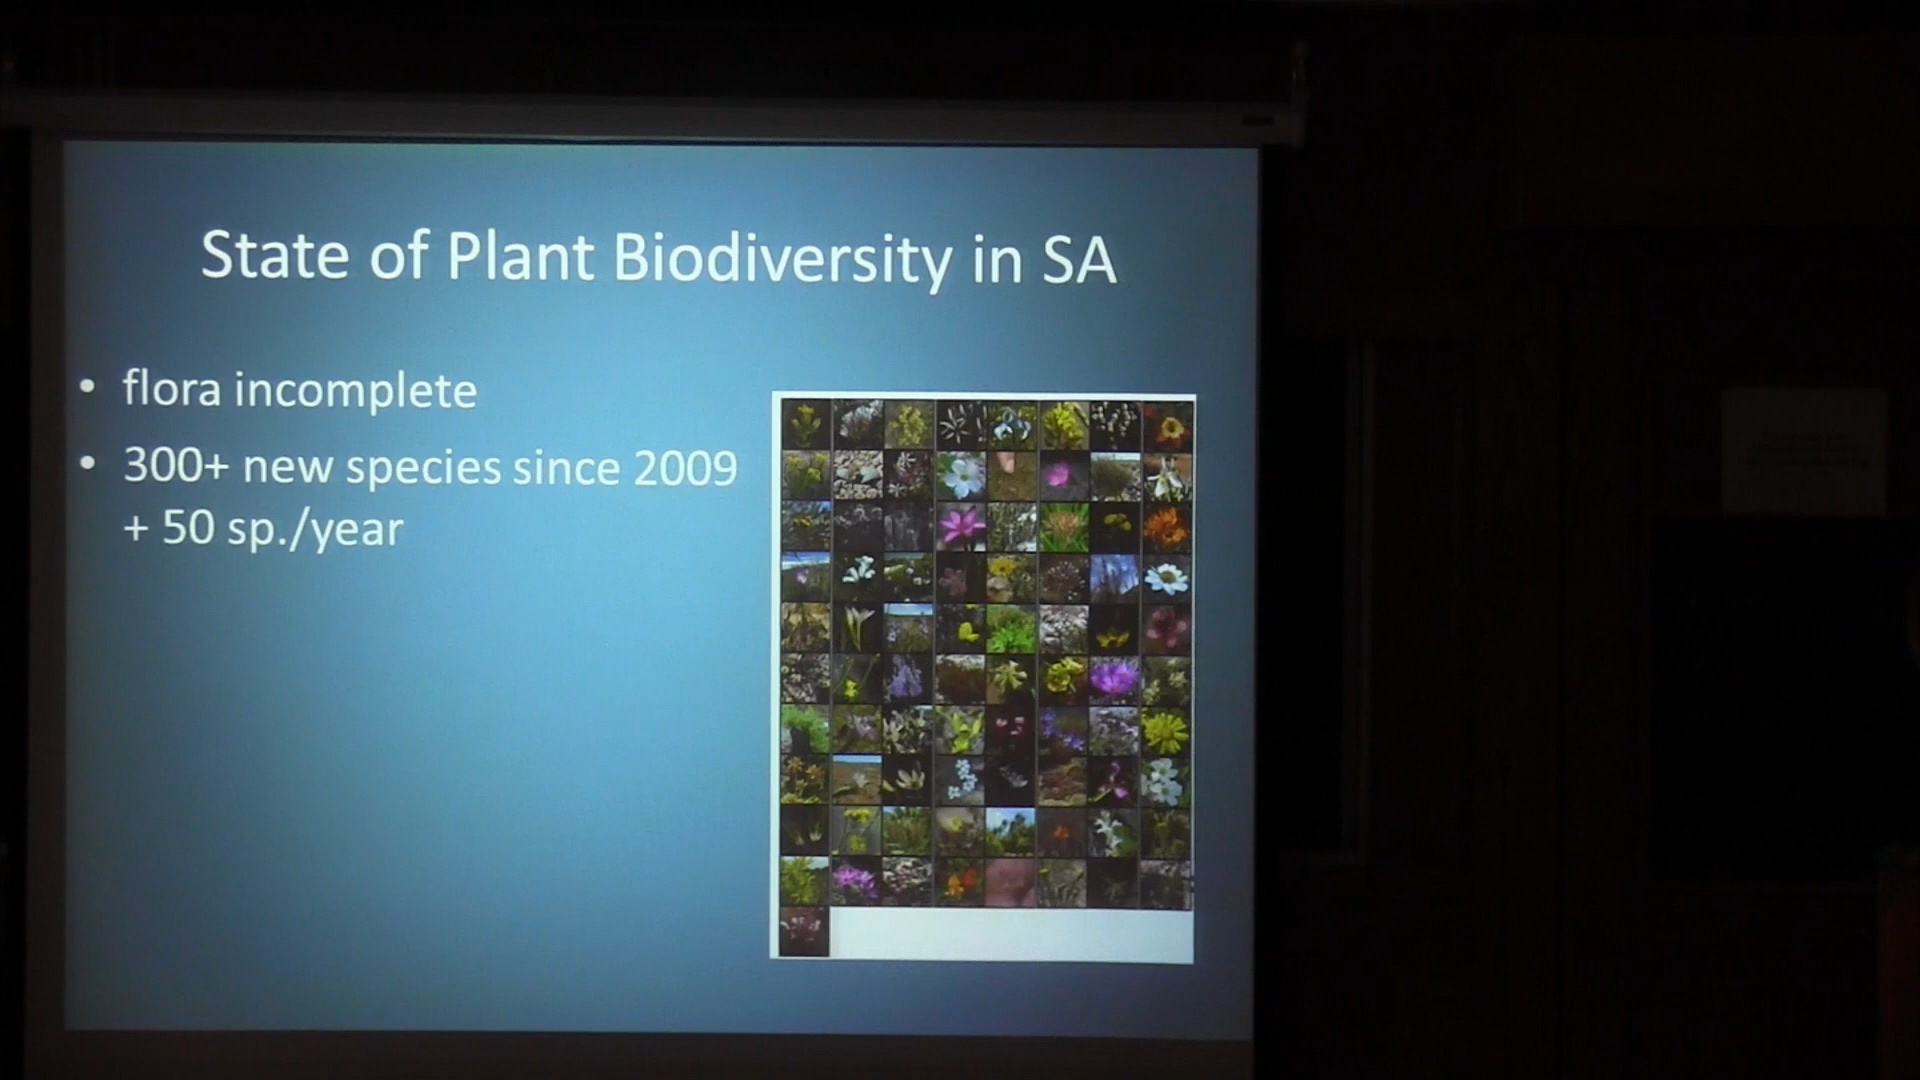 State of Plant Biodiversity in SA
• flora incomplete
• 300+ new species since 2009
+ 50 sp./year